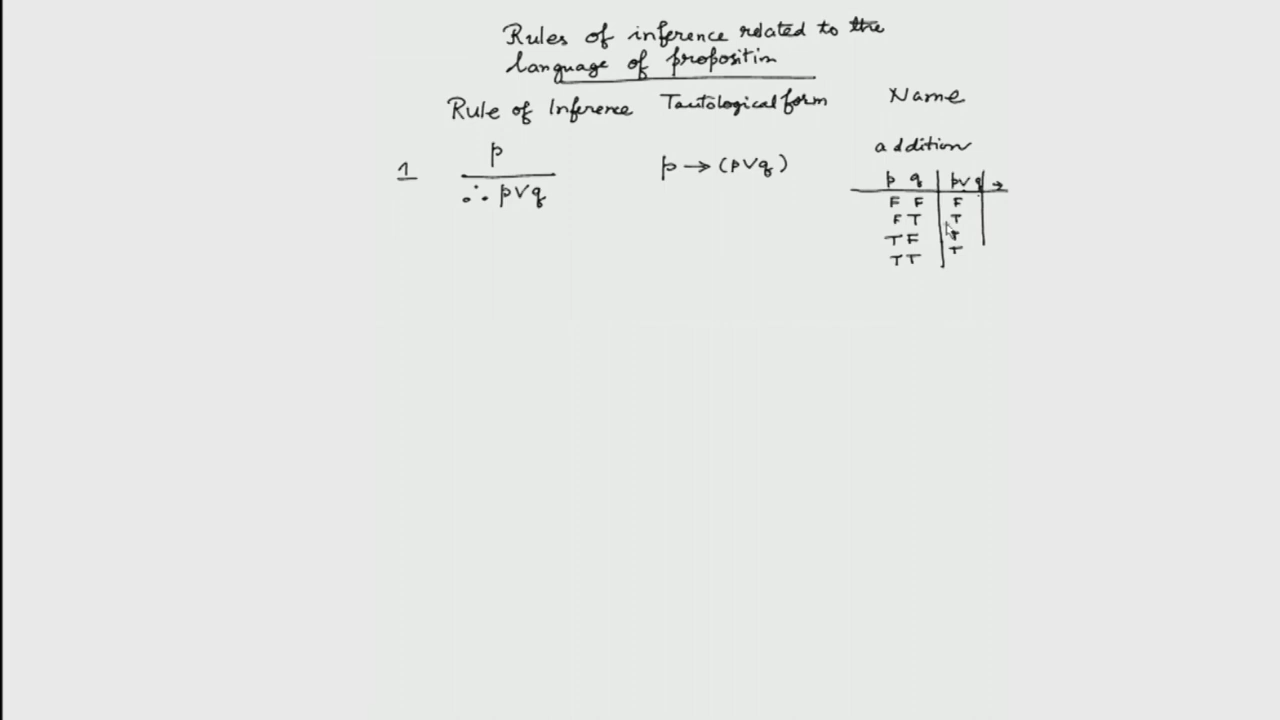 Rules of inference related to the
language of propositin
Rule of Inference Tautological form Name
1 p p → (p∨q) addition
∴ p∨q
p q p∨q →
F F F
F T T
T F T
T T T